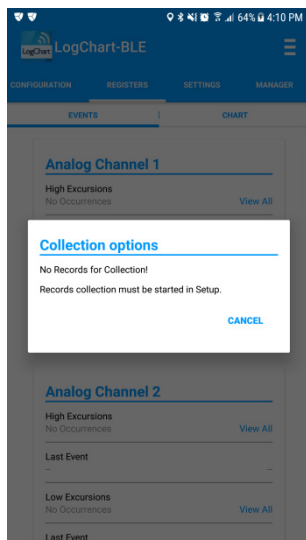 64% 4:10 PM
LogChart LogChart-BLE
CONFIGURATION REGISTERS SETTINGS MANAGER
EVENTS CHART
Analog Channel 1
High Excursions
No Occurrences View All
Collection options
No Records for Collection!
Records collection must be started in Setup.
CANCEL
Analog Channel 2
High Excursions
No Occurrences View All
Last Event
-- --
Low Excursions
No Occurrences View All
Last Event